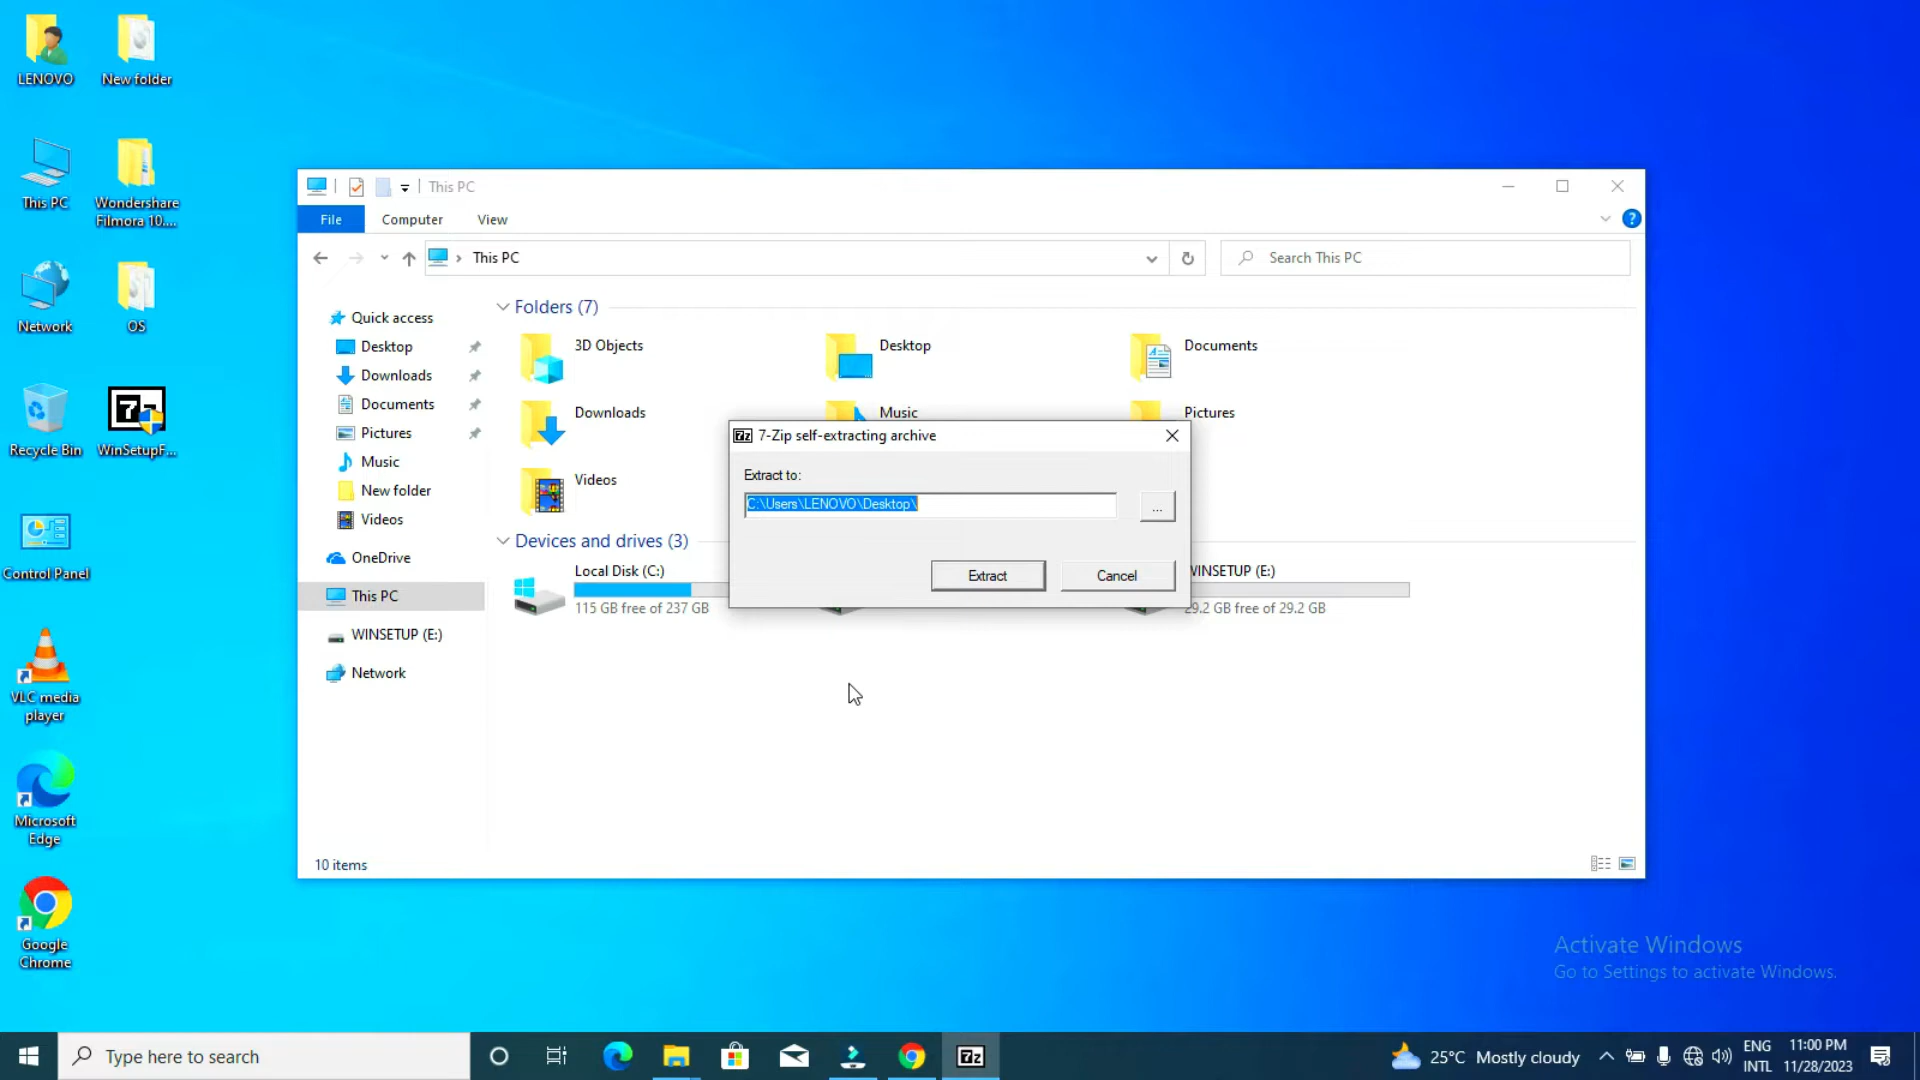 LENOVO
New folder
This PC
Wondershare
Filmora 10....
Network
OS
Recycle Bin
WinSetupF...
Control Panel
VLC media
player
Microsoft
Edge
Google
Chrome
This PC
File
Computer
View
This PC
Search This PC
Quick access
Desktop
Downloads
Documents
Pictures
Music
New folder
Videos
OneDrive
This PC
WINSETUP (E:)
Network
Folders (7)
3D Objects
Desktop
Documents
Downloads
Music
Pictures
Videos
Devices and drives (3)
Local Disk (C:)
115 GB free of 237 GB
WINSETUP (E:)
29.2 GB free of 29.2 GB
7z 7-Zip self-extracting archive
Extract to:
C:\Users\LENOVO\Desktop\
...
Extract
Cancel
10 items
Activate Windows
Go to Settings to activate Windows.
Type here to search
7z
25°C Mostly cloudy
ENG
INTL
11:00 PM
11/28/2023